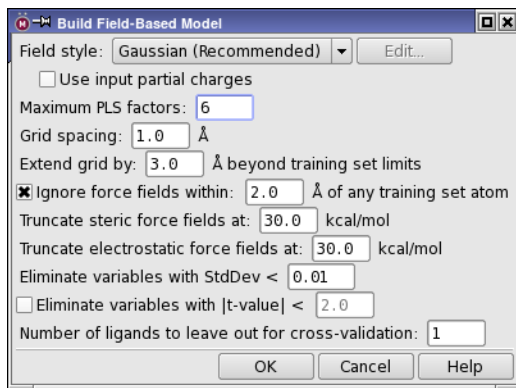 Build Field-Based Model
Field style: Gaussian (Recommended) Edit...
Use input partial charges
Maximum PLS factors: 6
Grid spacing: 1.0 Å
Extend grid by: 3.0 Å beyond training set limits
Ignore force fields within: 2.0 Å of any training set atom
Truncate steric force fields at: 30.0 kcal/mol
Truncate electrostatic force fields at: 30.0 kcal/mol
Eliminate variables with StdDev < 0.01
Eliminate variables with |t-value| < 2.0
Number of ligands to leave out for cross-validation: 1
OK Cancel Help